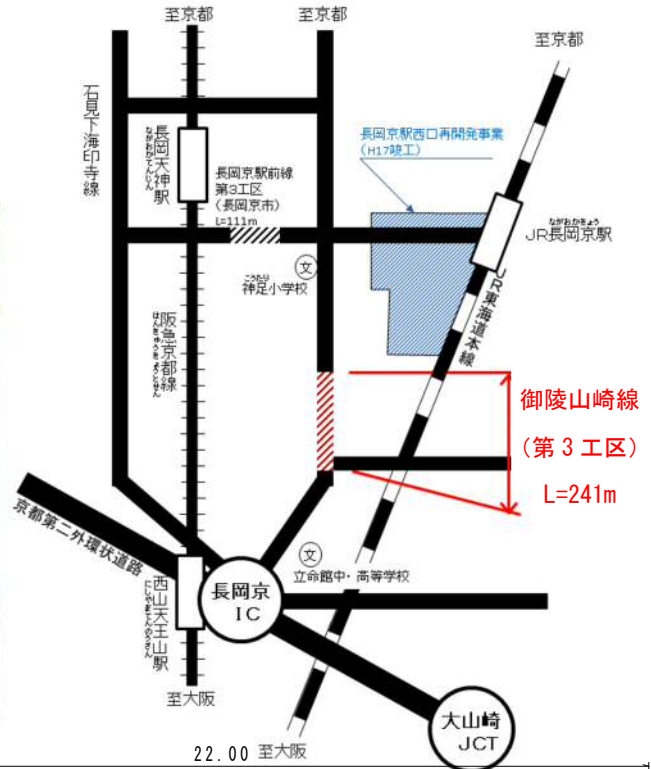 至京都
至京都
至京都
石見下海印寺線
長岡天神駅
ながおかてんじん
長岡京駅前線
第3工区
(長岡京市)
L=111m
長岡京駅西口再開発事業
(H17竣工)
ながおかきょう
JR長岡京駅
文
こうたり
神足小学校
JR東海道本線
阪急京都線
はんきゅうきょうとせん
御陵山崎線
(第3工区)
L=241m
京都第二外環状道路
文
立命館中・高等学校
長岡京
IC
西山天王山駅
にしやまてんのうざん
至大阪
大山崎
JCT
22.00
至大阪